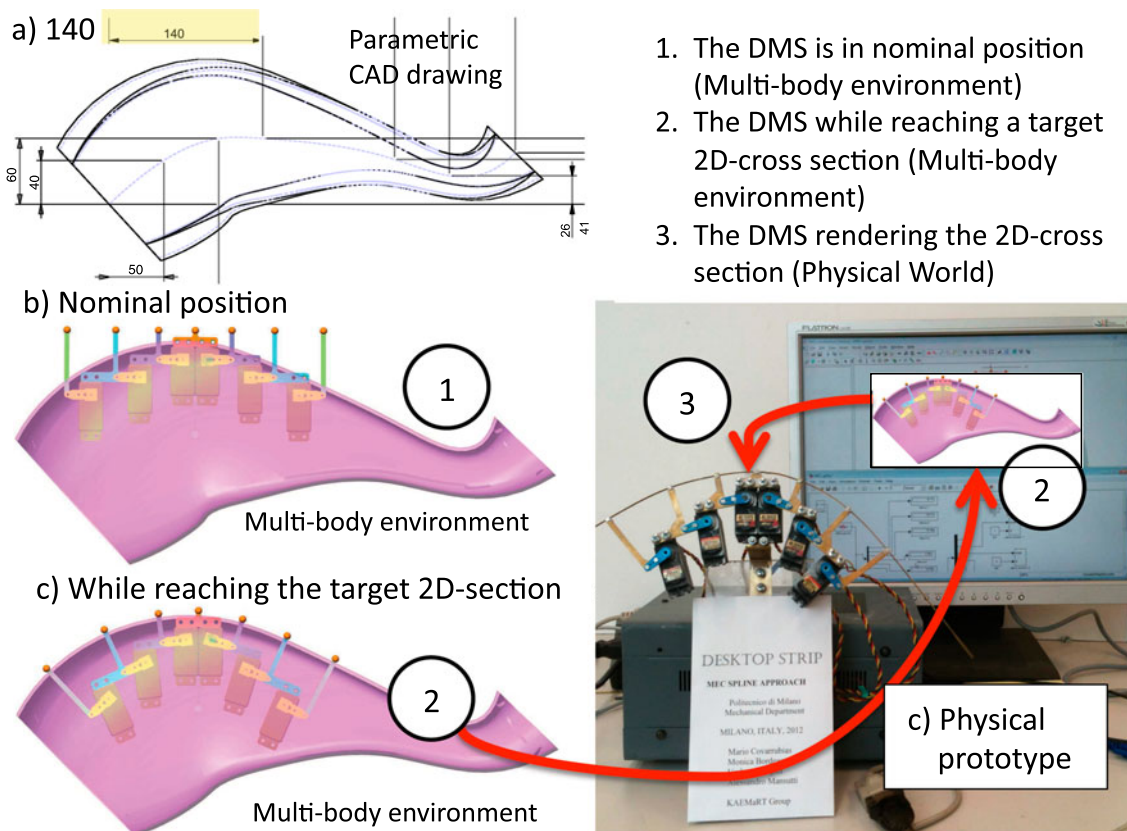 a) 140
140
Parametric
CAD drawing
60
40
50
26
41
1. The DMS is in nominal position
(Multi-body environment)
2. The DMS while reaching a target
2D-cross section (Multi-body
environment)
3. The DMS rendering the 2D-cross
section (Physical World)
b) Nominal position
1
Multi-body environment
c) While reaching the target 2D-section
2
Multi-body environment
FLATRON
3
2
DESKTOP STRIP
MEC SPLINE APPROACH
Politecnico di Milano
Mechanical Department
MILANO, ITALY, 2012
Mario Covarrubias
Monica
KAEMaRT Group
c) Physical
prototype